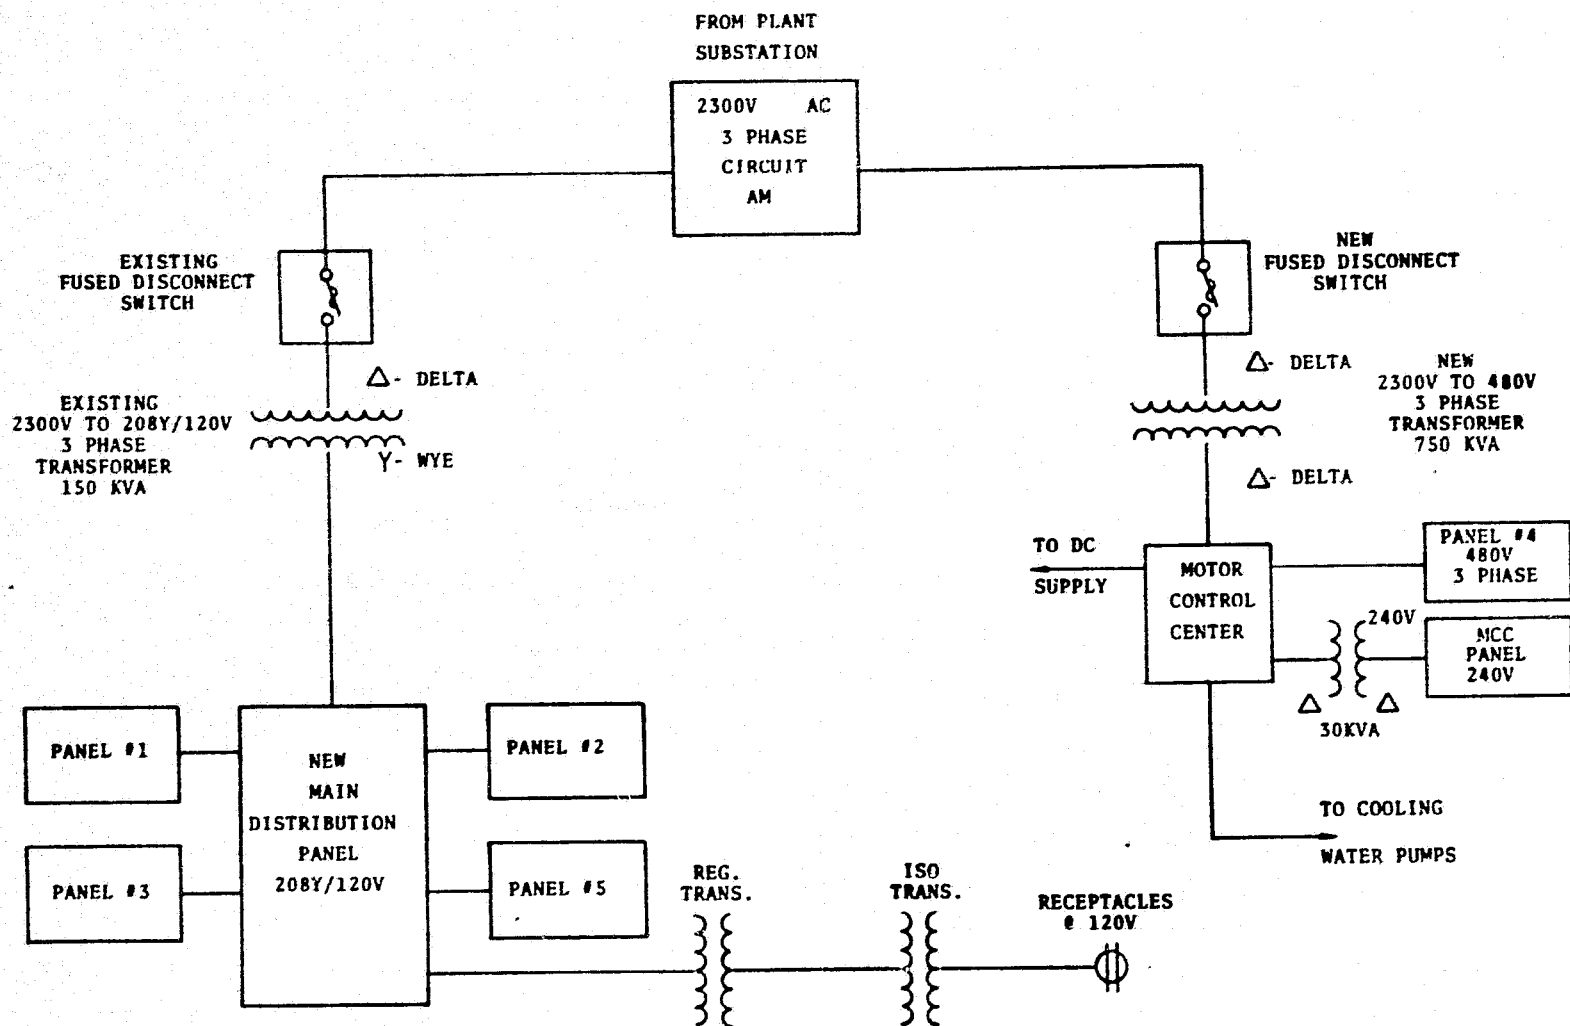 FROM PLANT
SUBSTATION
2300V AC
3 PHASE
CIRCUIT
AM
EXISTING
FUSED DISCONNECT
SWITCH
NEW
FUSED DISCONNECT
SWITCH
Δ- DELTA
EXISTING
2300V TO 208Y/120V
3 PHASE
TRANSFORMER
150 KVA
Y- WYE
Δ- DELTA
NEW
2300V TO 480V
3 PHASE
TRANSFORMER
750 KVA
Δ- DELTA
TO DC
SUPPLY
MOTOR
CONTROL
CENTER
PANEL #4
480V
3 PHASE
240V
MCC
PANEL
240V
Δ Δ
30KVA
TO COOLING
WATER PUMPS
PANEL #1
PANEL #2
NEW
MAIN
DISTRIBUTION
PANEL
208Y/120V
PANEL #3
PANEL #5
REG.
TRANS.
ISO
TRANS.
RECEPTACLES
@ 120V